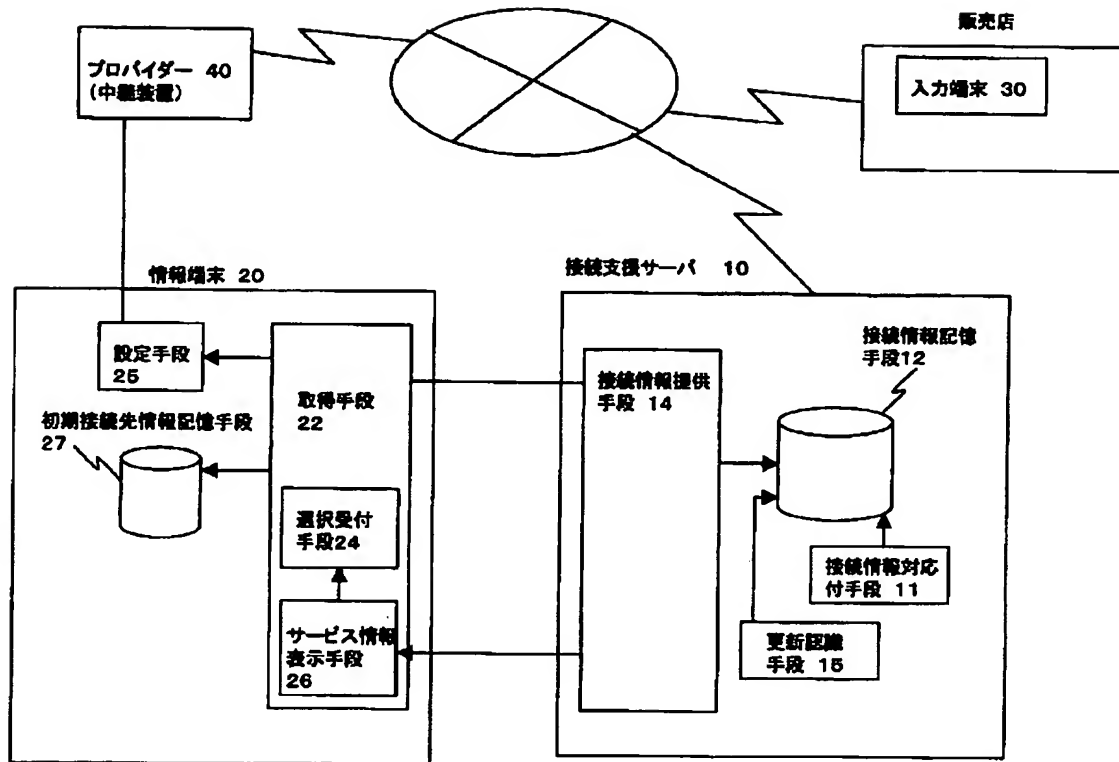 販売店
プロバイダー 40
(中継装置)
入力端末 30
情報端末 20
接続支援サーバ 10
設定手段
25
取得手段
22
初期接続先情報記憶手段
27
選択受付
手段24
サービス情報
表示手段
26
接続情報提供
手段 14
接続情報記憶
手段12
接続情報対応
付手段 11
更新認識
手段 15